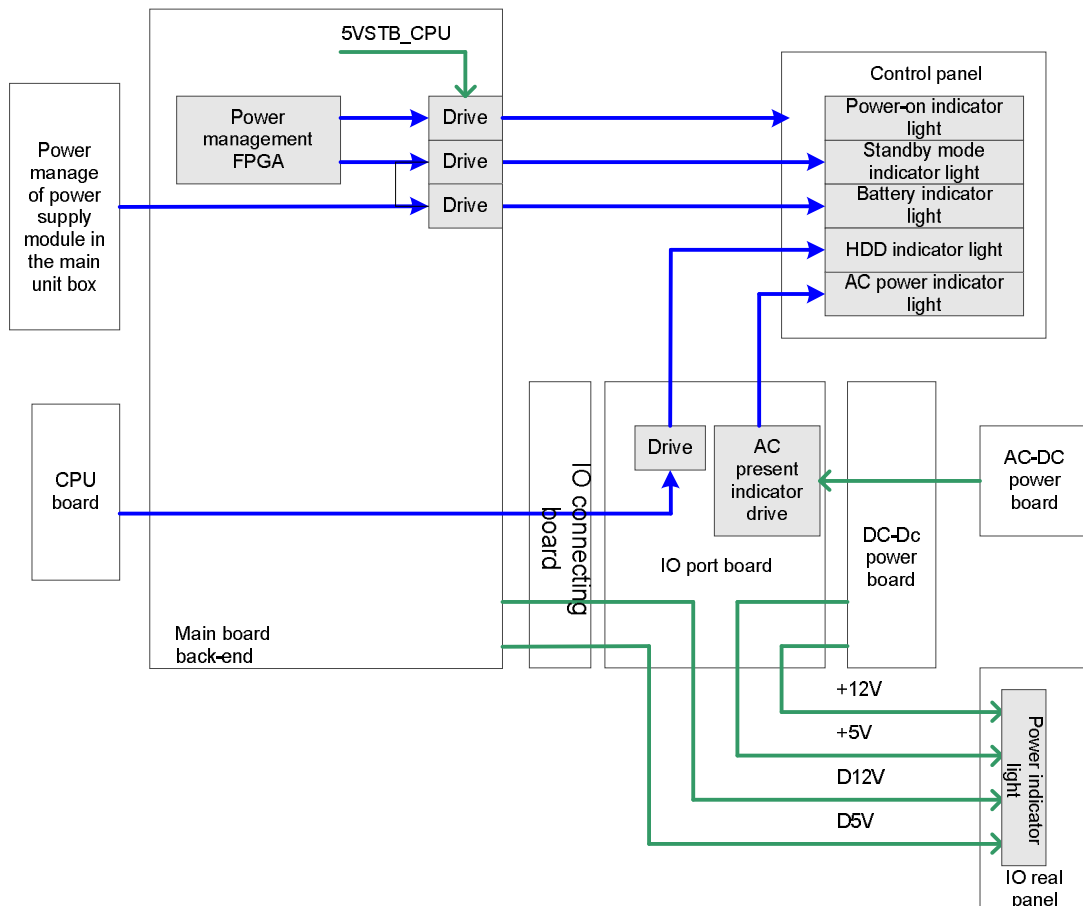 5VSTB_CPU
Control panel
Power
management
FPGA
Drive
Drive
Drive
Power-on indicator
light
Standby mode
indicator light
Battery indicator
light
HDD indicator light
AC power indicator
light
Power
manage
of power
supply
module in
the main
unit box
CPU
board
IO connecting
board
Drive
AC
present
indicator
drive
IO port board
DC-Dc
power
board
AC-DC
power
board
Main board
back-end
+12V
+5V
D12V
D5V
Power indicator
light
IO real
panel